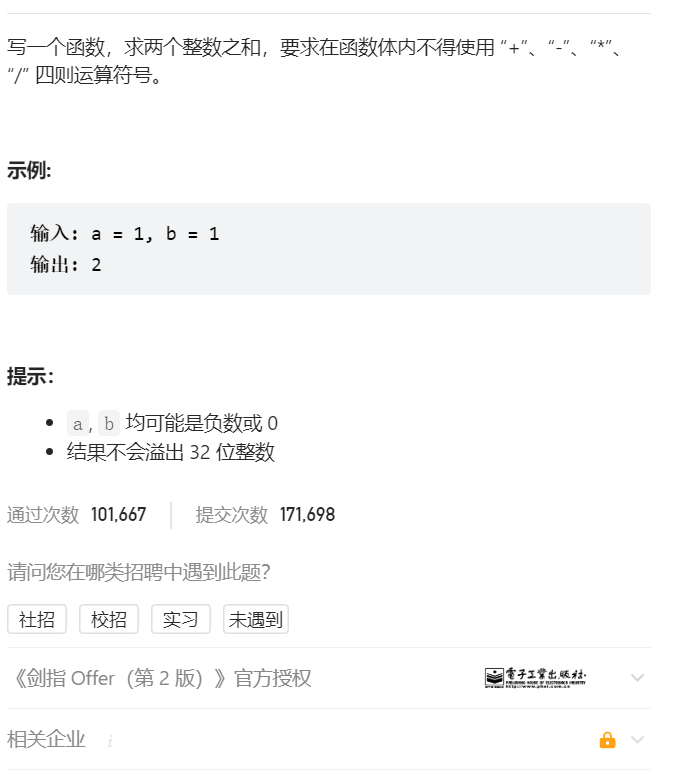 写一个函数，求两个整数之和，要求在函数体内不得使用 “+”、“-”、“*”、
“/” 四则运算符号。
示例:
输入: a = 1, b = 1
输出: 2
提示：
a, b 均可能是负数或 0
结果不会溢出 32 位整数
通过次数 101,667 提交次数 171,698
请问您在哪类招聘中遇到此题？
社招 校招 实习 未遇到
《剑指 Offer（第 2 版）》官方授权 電子工業出版社·
PUBLISHING HOUSE OF ELECTRONICS INDUSTRY
http://www.phei.com.cn
相关企业 i